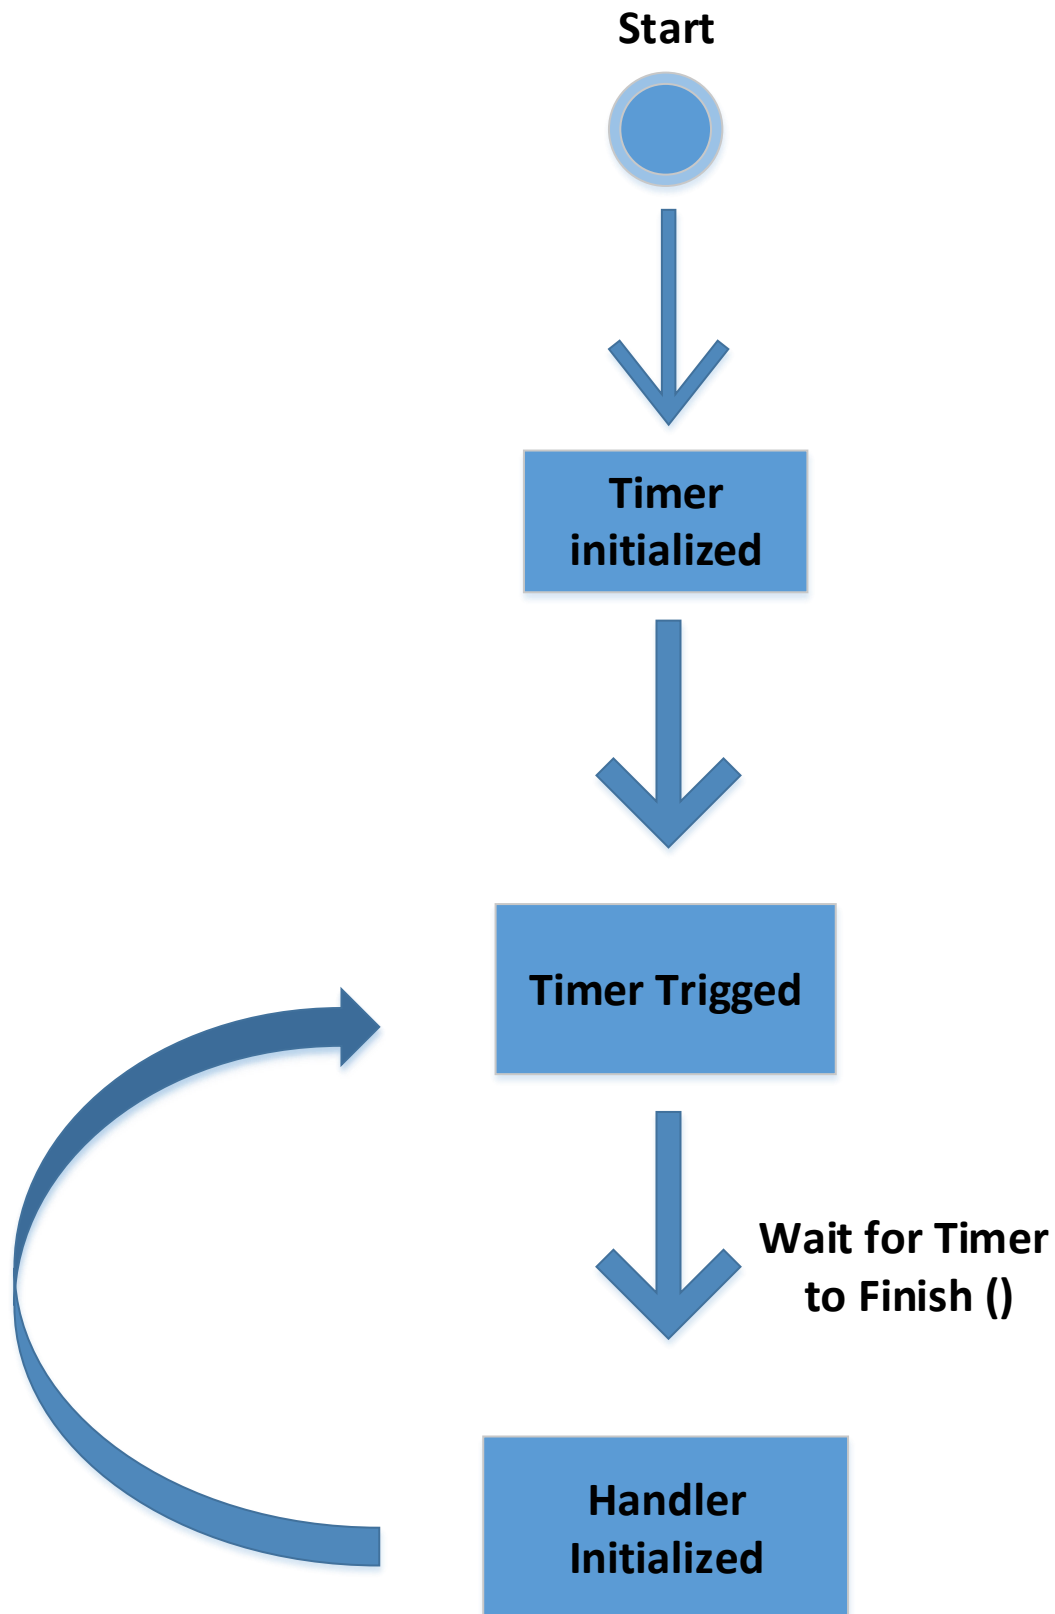 Start
Timer
initialized
Timer Trigged
Wait for Timer
to Finish ()
Handler
Initialized